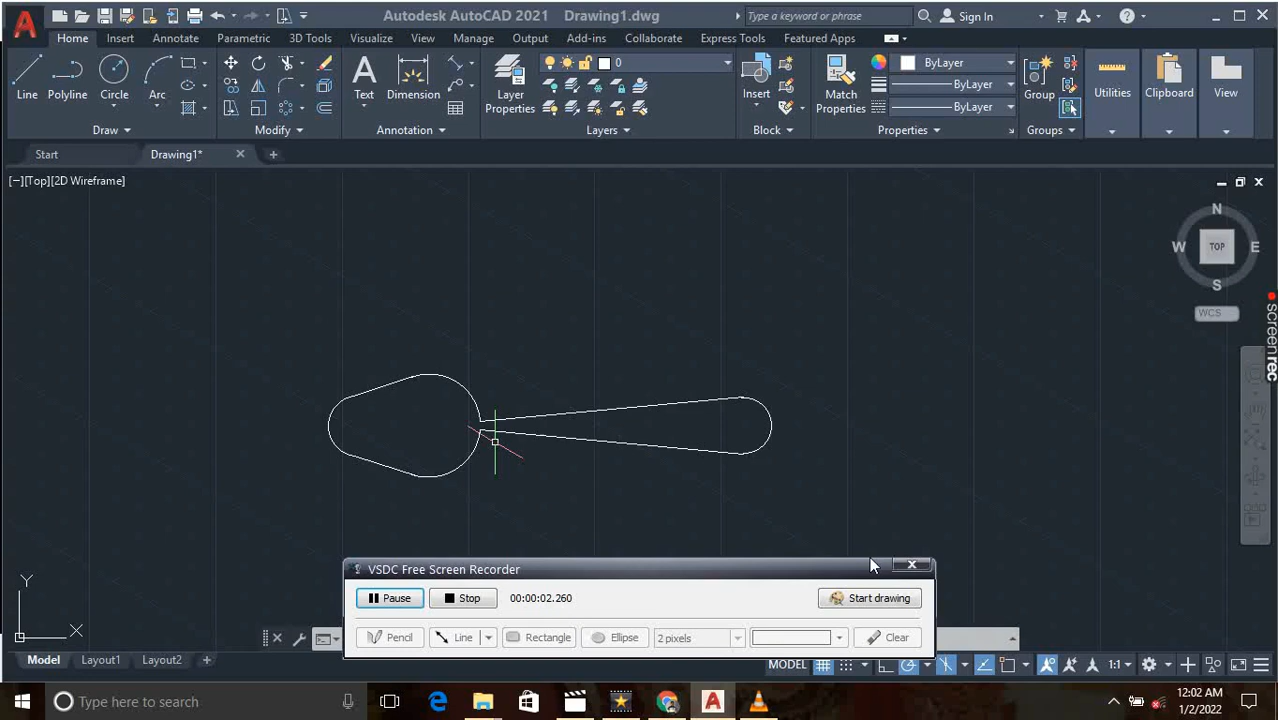 Autodesk AutoCAD 2021 Drawing1.dwg Type a keyword or phrase Sign In
Home Insert Annotate Parametric 3D Tools Visualize View Manage Output Add-ins Collaborate Express Tools Featured Apps
Line Polyline Circle Arc Text Dimension Layer Properties 0 Insert Match Properties ByLayer Group Utilities Clipboard View
ByLayer
ByLayer
Draw Modify Annotation Layers Block Properties Groups
Start Drawing1* +
[−][Top][2D Wireframe]
N
W TOP E
S
WCS
screenrec
Y
X
VSDC Free Screen Recorder
Pause Stop 00:00:02.260 Start drawing
Pencil Line Rectangle Ellipse 2 pixels Clear
Model Layout1 Layout2 + MODEL 1:1
Type here to search 12:02 AM
1/2/2022